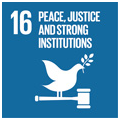 16 PEACE, JUSTICE
AND STRONG
INSTITUTIONS